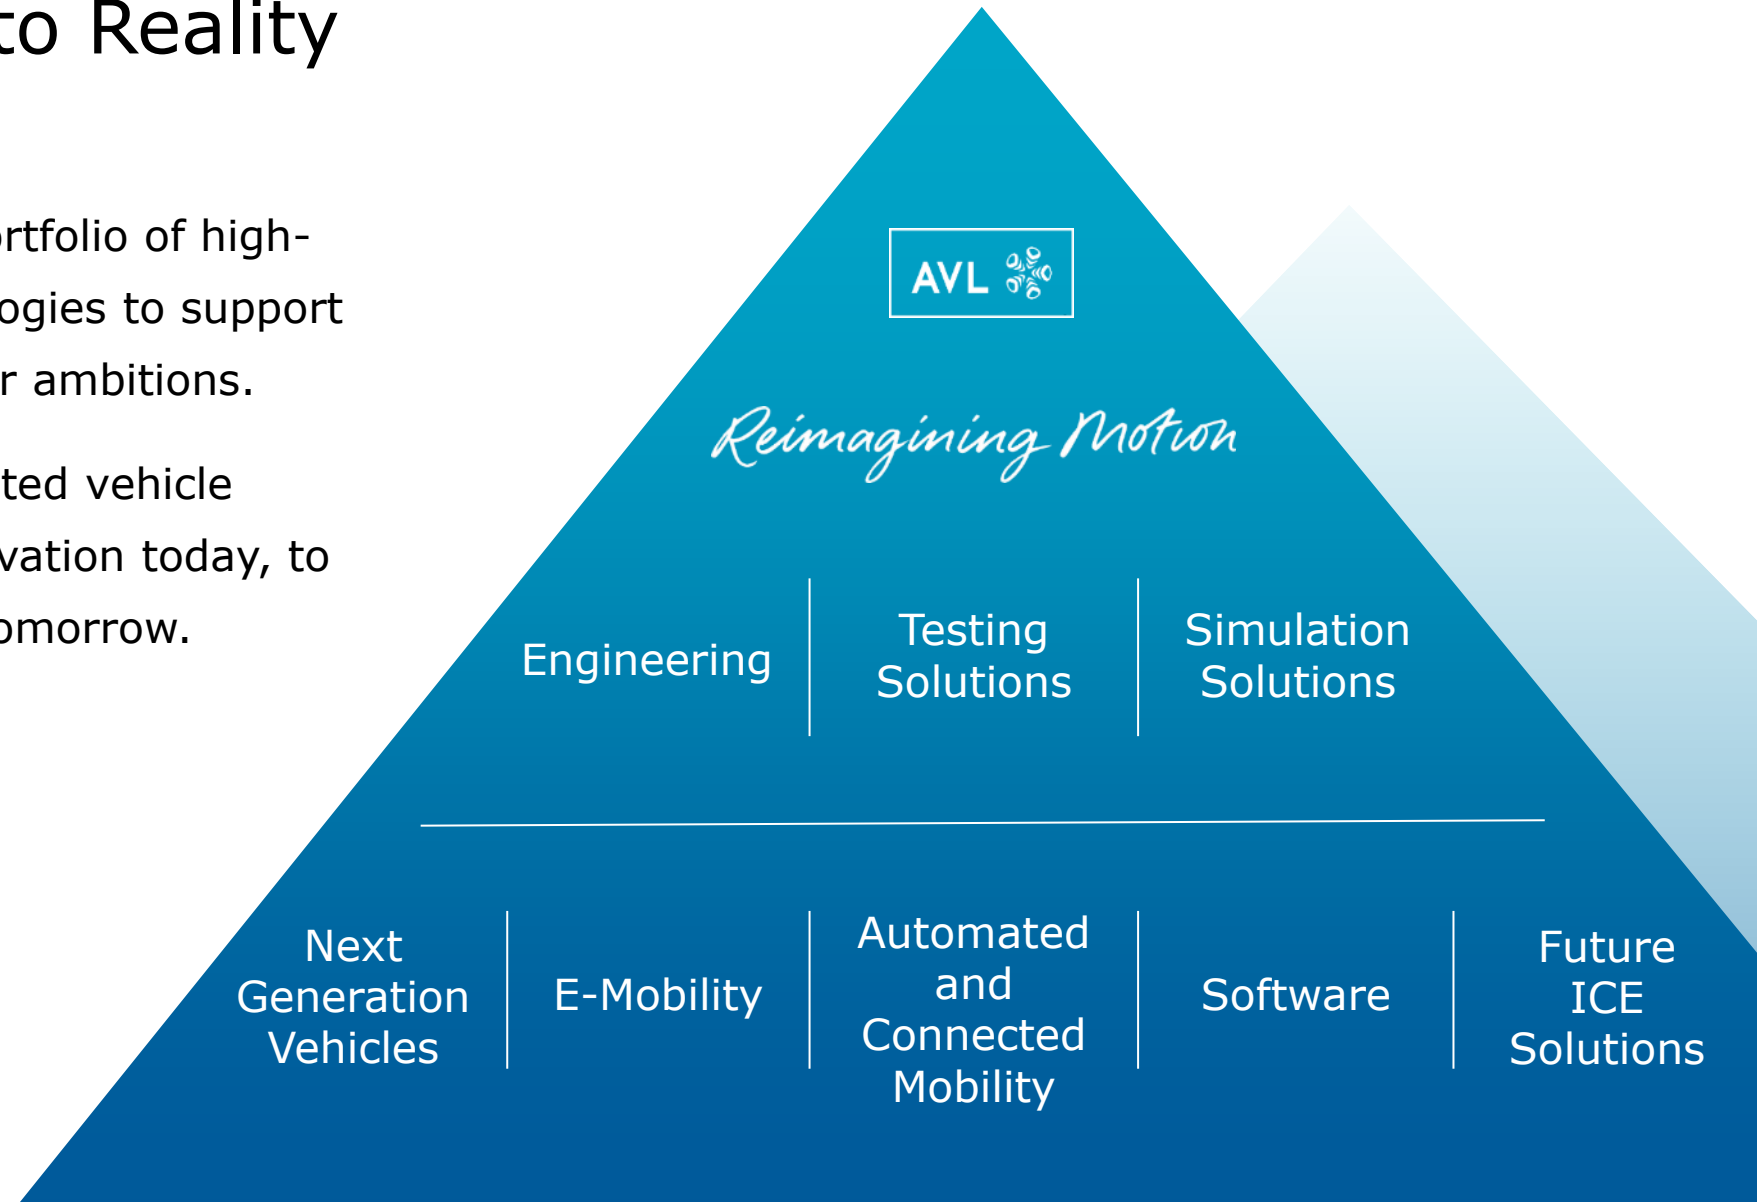 to Reality
rtfolio of high-
ogies to support
r ambitions.
ted vehicle
vation today, to
omorrow.
AVL
Reimagining Motion
Engineering
Testing
Solutions
Simulation
Solutions
Next
Generation
Vehicles
E-Mobility
Automated
and
Connected
Mobility
Software
Future
ICE
Solutions